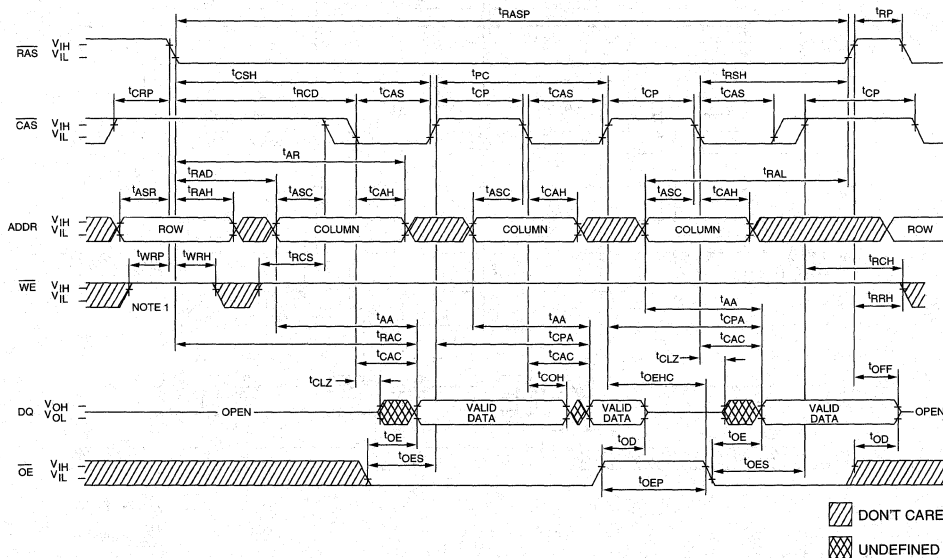 tRASP tRP
RAS VIH
VIL
tCSH tPC tRSH
tCRP tRCD tCAS tCP tCAS tCP tCAS tCP
CAS VIH
VIL
tAR
tRAD tRAL
tASR tRAH tASC tCAH tASC tCAH tASC tCAH
ADDR VIH
VIL
ROW COLUMN COLUMN COLUMN ROW
tWRP tWRH tRCS tRCH
WE VIH
VIL
NOTE 1 tRRH
tAA tAA tAA
tRAC tCPA tCPA
tCAC tCAC tCAC
tCLZ tCOH tOEHC tCLZ tOFF
DQ VOH
VOL
OPEN VALID DATA VALID DATA VALID DATA OPEN
tOE tOD tOE tOD
tOES tOES
OE VIH
VIL
tOEP
DON'T CARE
UNDEFINED